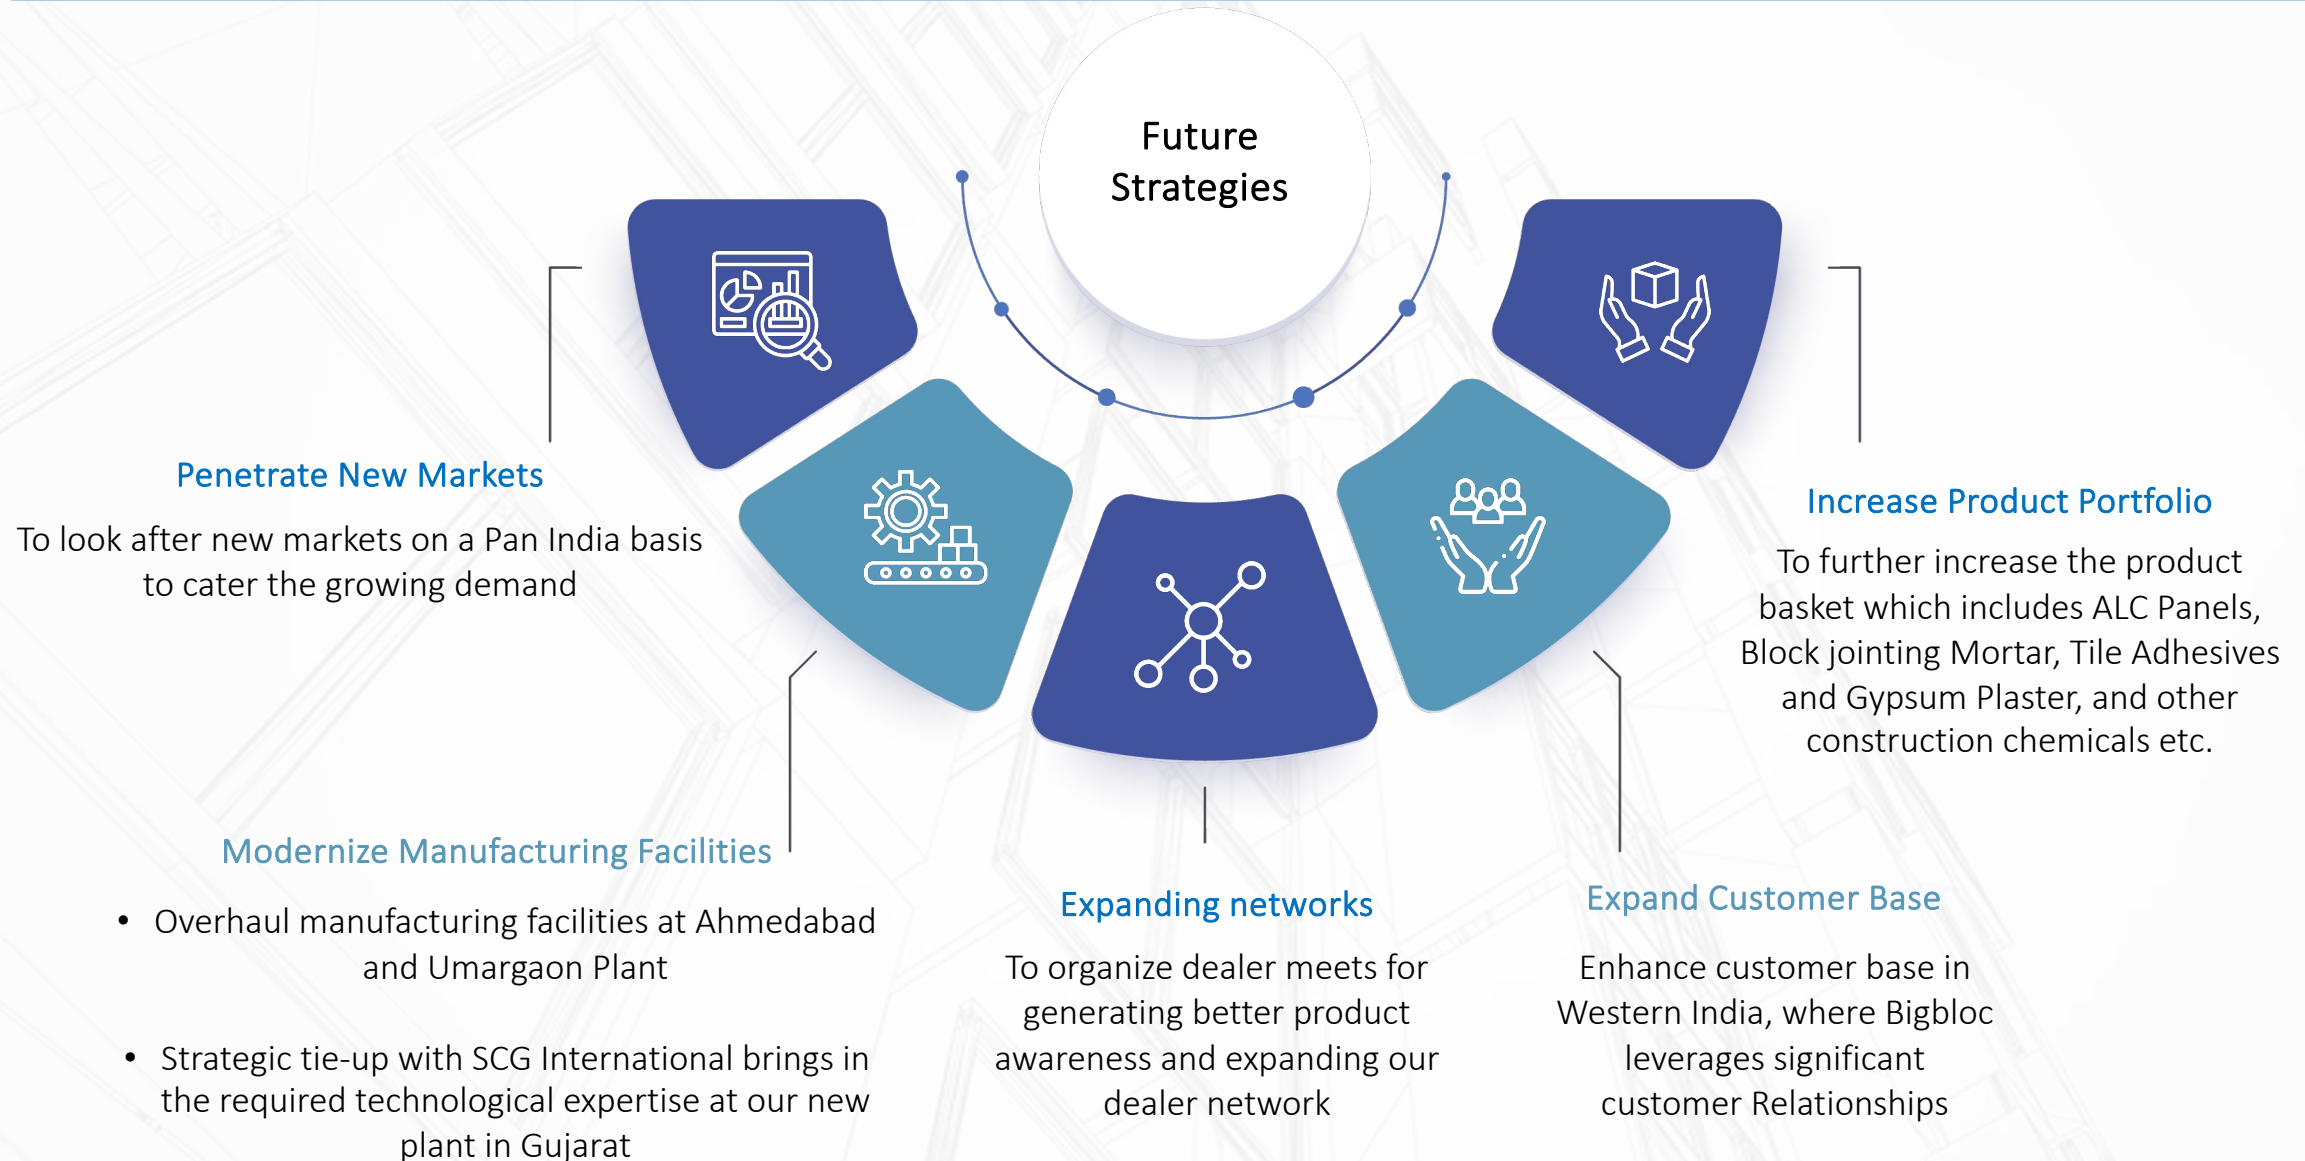 Future
Strategies
Penetrate New Markets
To look after new markets on a Pan India basis
to cater the growing demand
Modernize Manufacturing Facilities
• Overhaul manufacturing facilities at Ahmedabad
and Umargaon Plant
• Strategic tie-up with SCG International brings in
the required technological expertise at our new
plant in Gujarat
Expanding networks
To organize dealer meets for
generating better product
awareness and expanding our
dealer network
Expand Customer Base
Enhance customer base in
Western India, where Bigbloc
leverages significant
customer Relationships
Increase Product Portfolio
To further increase the product
basket which includes ALC Panels,
Block jointing Mortar, Tile Adhesives
and Gypsum Plaster, and other
construction chemicals etc.